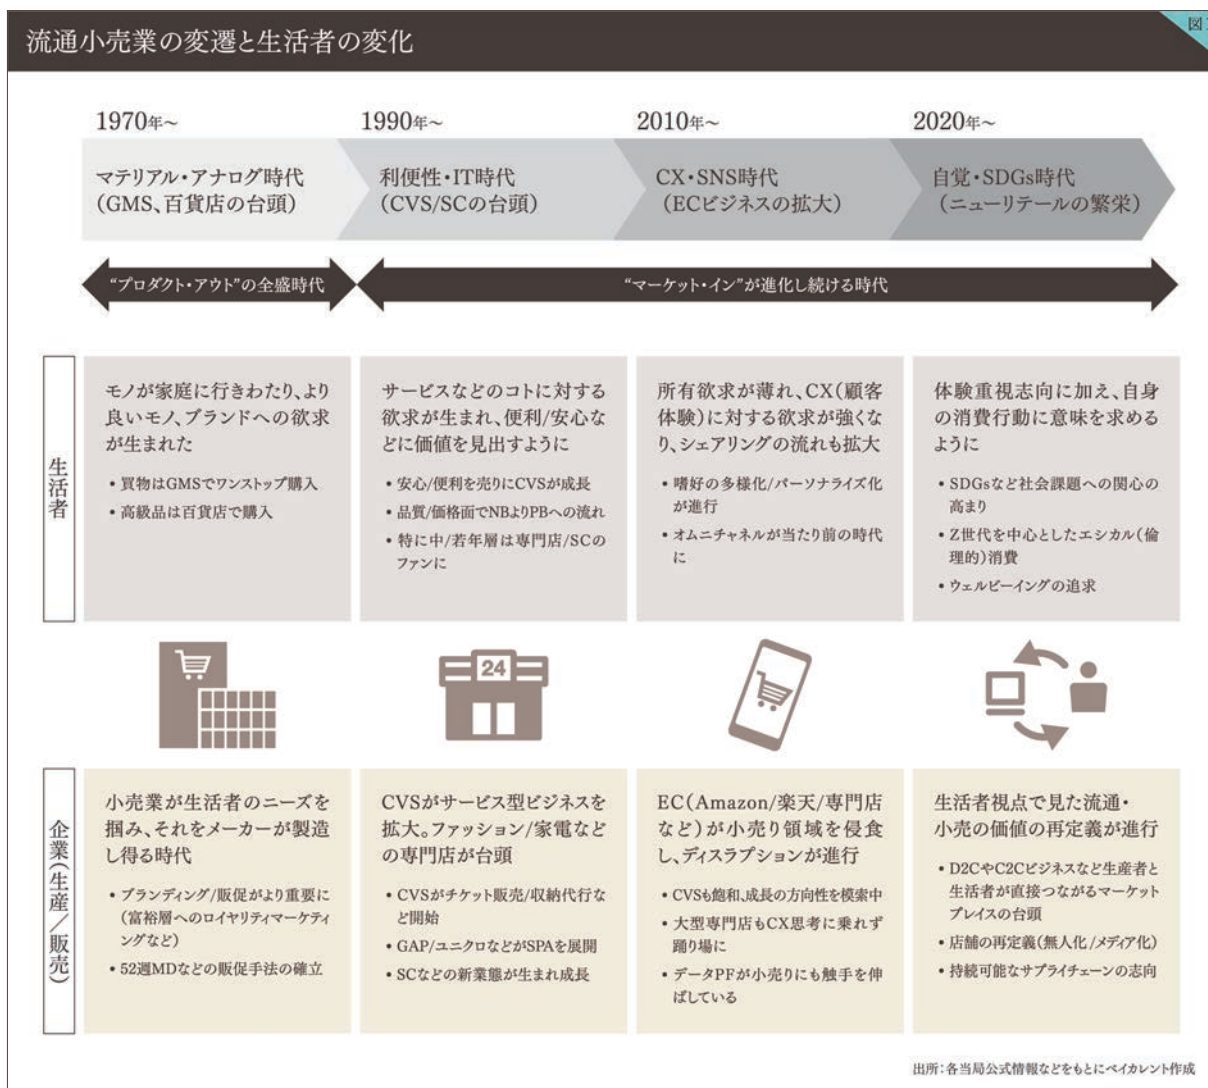 図1
流通小売業の変遷と生活者の変化
1970年～
1990年～
2010年～
2020年～
マテリアル・アナログ時代
（GMS、百貨店の台頭）
利便性・IT時代
（CVS/SCの台頭）
CX・SNS時代
（ECビジネスの拡大）
自覚・SDGs時代
（ニューリテールの繁栄）
“プロダクト・アウト”の全盛時代
“マーケット・イン”が進化し続ける時代
生活者
モノが家庭に行きわたり、より
良いモノ、ブランドへの欲求
が生まれた
• 買物はGMSでワンストップ購入
• 高級品は百貨店で購入
サービスなどのコトに対する
欲求が生まれ、便利/安心な
どに価値を見出すように
• 安心/便利を売りにCVSが成長
• 品質/価格面でNBよりPBへの流れ
• 特に中/若年層は専門店/SCの
ファンに
所有欲求が薄れ、CX（顧客
体験）に対する欲求が強くな
り、シェアリングの流れも拡大
• 嗜好の多様化/パーソナライズ化
が進行
• オムニチャネルが当たり前の時代
に
体験重視志向に加え、自身
の消費行動に意味を求める
ように
• SDGsなど社会課題への関心の
高まり
• Z世代を中心としたエシカル（倫
理的）消費
• ウェルビーイングの追求
24
企業（生産／販売）
小売業が生活者のニーズを
掴み、それをメーカーが製造
し得る時代
• ブランディング/販促がより重要に
（富裕層へのロイヤリティマーケティ
ングなど）
• 52週MDなどの販促手法の確立
CVSがサービス型ビジネスを
拡大。ファッション/家電など
の専門店が台頭
• CVSがチケット販売/収納代行な
ど開始
• GAP/ユニクロなどがSPAを展開
• SCなどの新業態が生まれ成長
EC（Amazon/楽天/専門店
など）が小売り領域を侵食
し、ディスラプションが進行
• CVSも飽和、成長の方向性を模索中
• 大型専門店もCX思考に乗れず
踊り場に
• データPFが小売りにも触手を伸
ばしている
生活者視点で見た流通・
小売の価値の再定義が進行
• D2CやC2Cビジネスなど生産者と
生活者が直接つながるマーケット
プレイスの台頭
• 店舗の再定義（無人化/メディア化）
• 持続可能なサプライチェーンの志向
出所：各当局公式情報などをもとにベイカレント作成